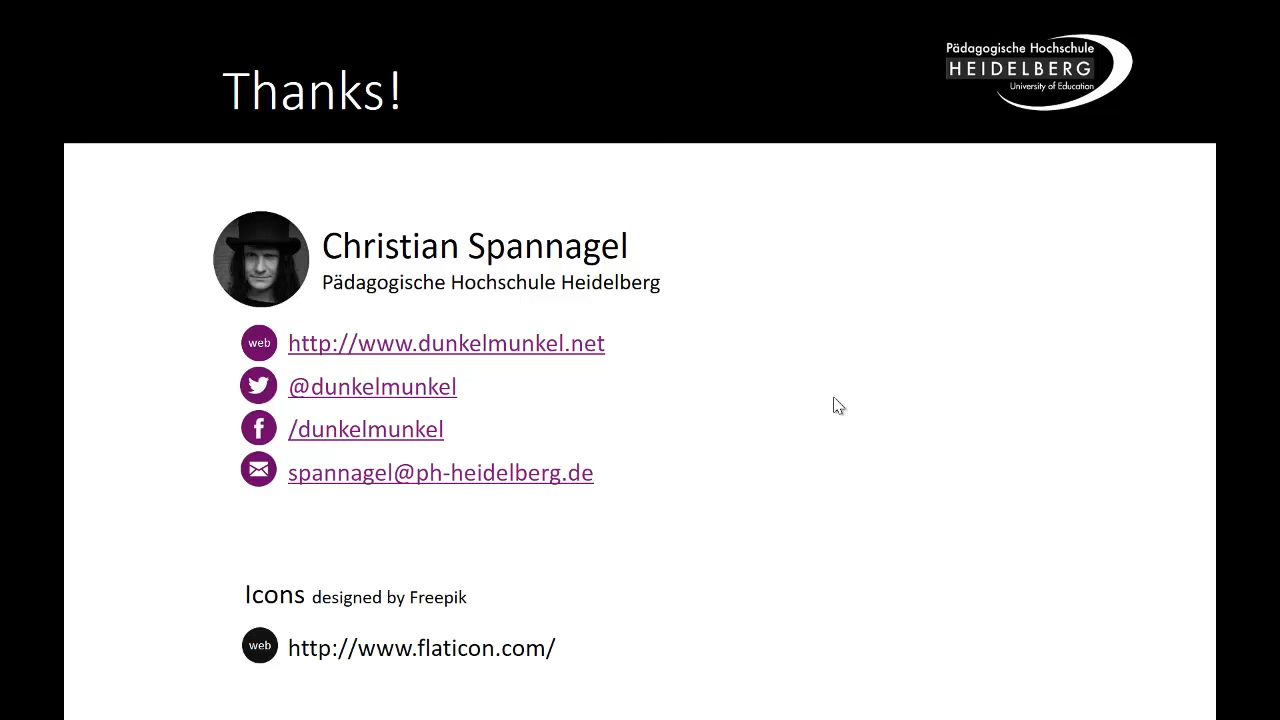 Thanks!
Pädagogische Hochschule
HEIDELBERG
University of Education
Christian Spannagel
Pädagogische Hochschule Heidelberg
web http://www.dunkelmunkel.net
@dunkelmunkel
/dunkelmunkel
spannagel@ph-heidelberg.de
Icons designed by Freepik
web http://www.flaticon.com/